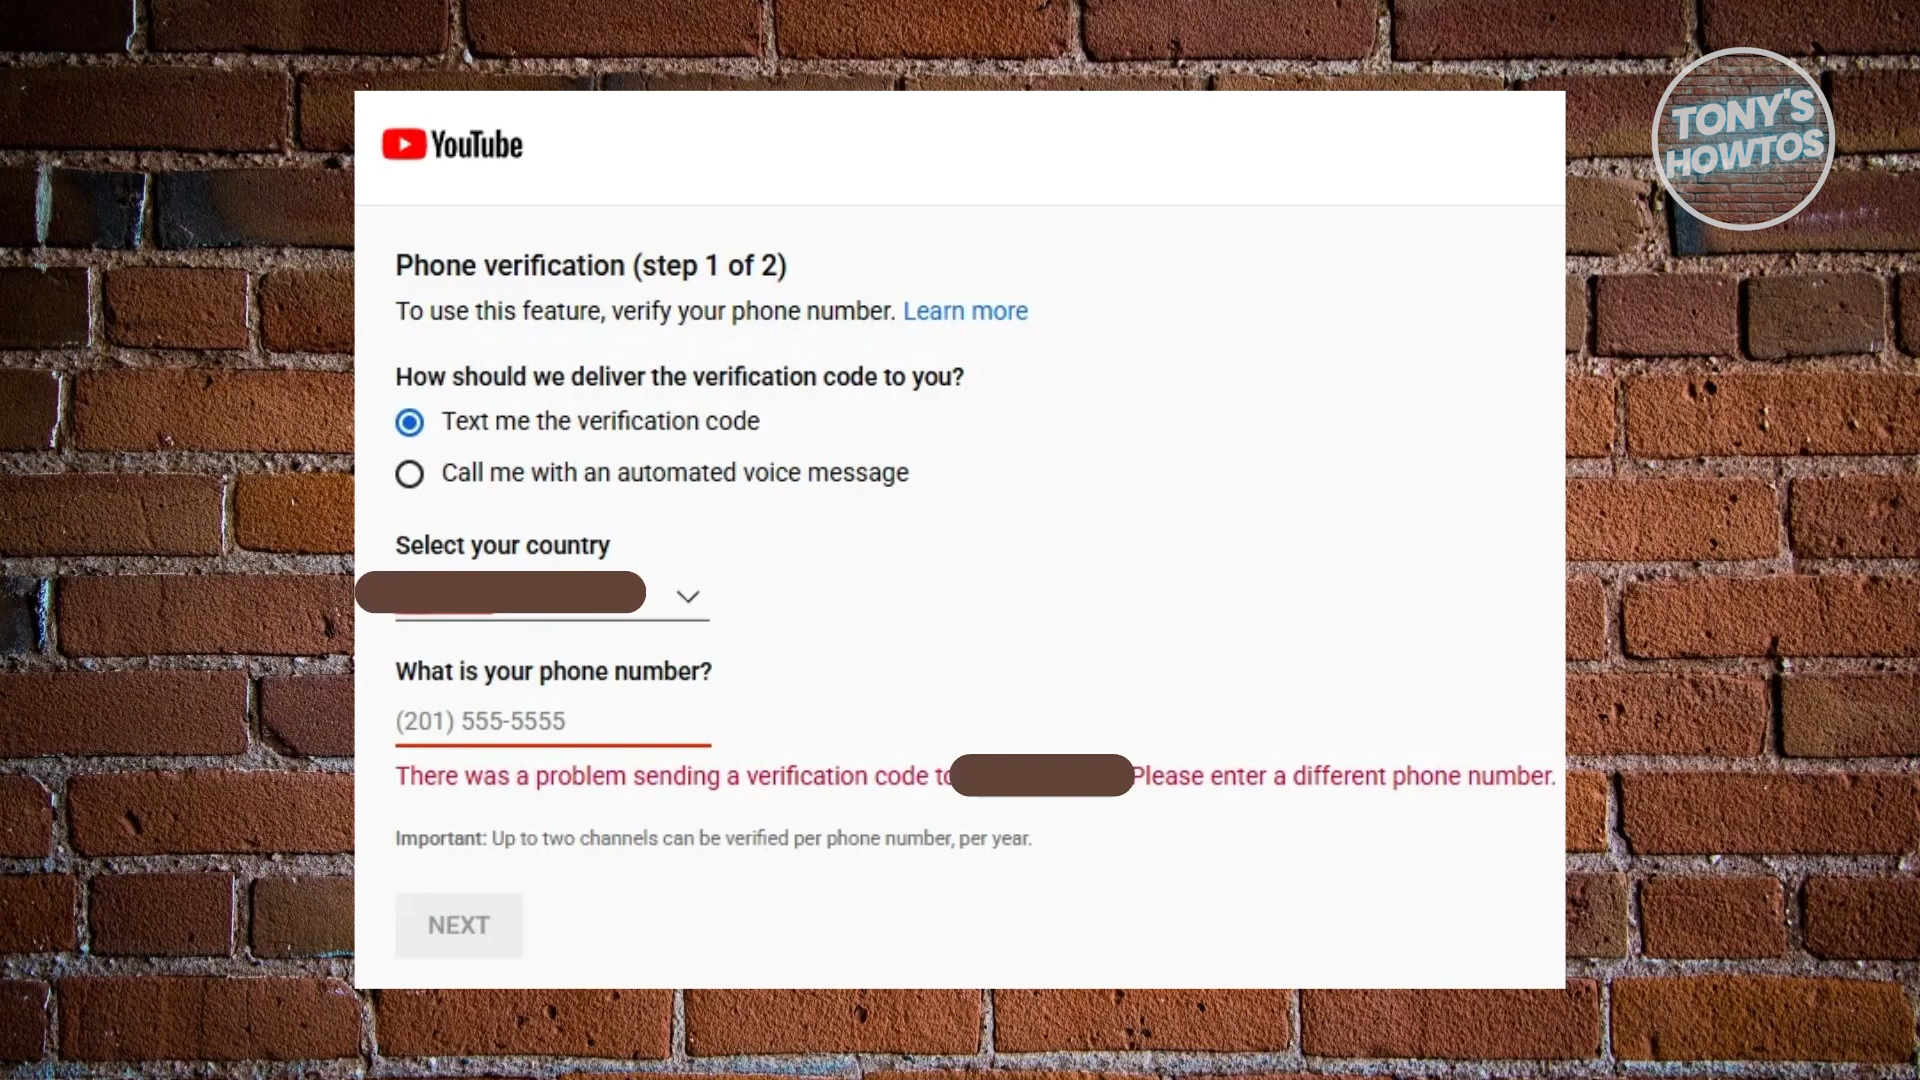 TONY'S
HOWTOS
YouTube
Phone verification (step 1 of 2)
To use this feature, verify your phone number. Learn more
How should we deliver the verification code to you?
Text me the verification code
Call me with an automated voice message
Select your country
What is your phone number?
(201) 555-5555
There was a problem sending a verification code to Please enter a different phone number.
Important: Up to two channels can be verified per phone number, per year.
NEXT